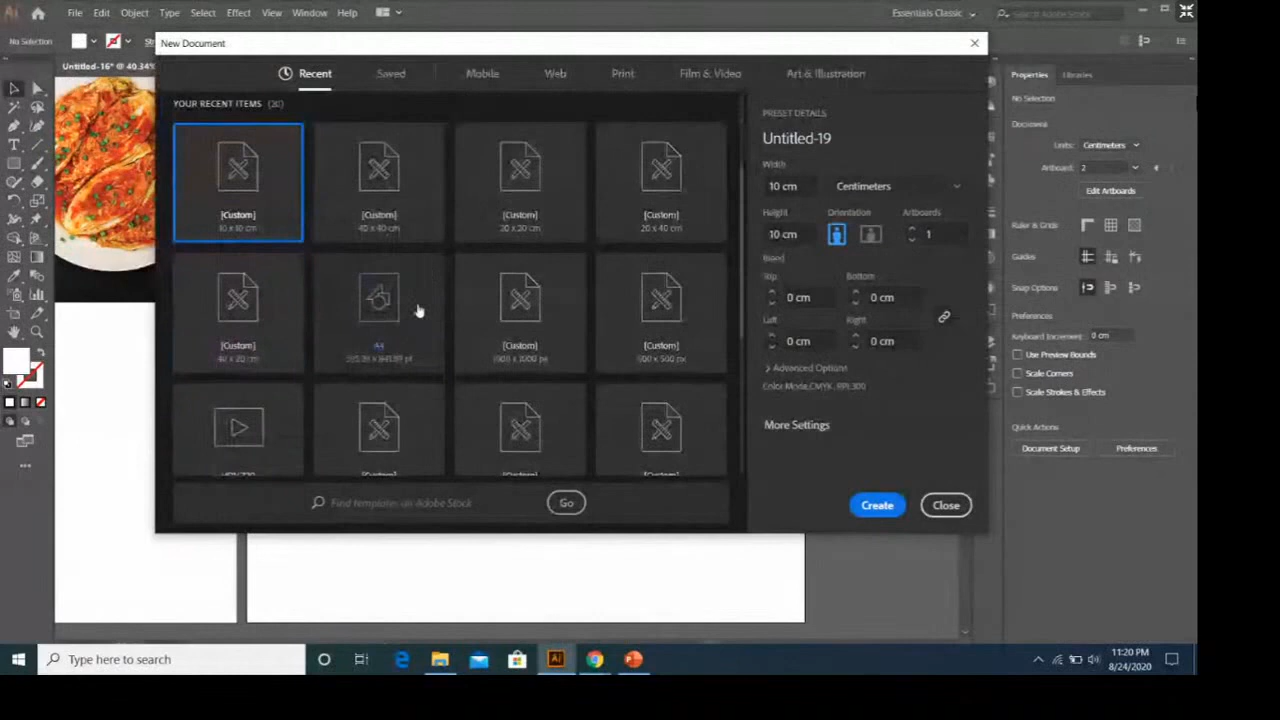 Ai File Edit Object Type Select Effect View Window Help
Essentials Classic
Search Adobe Stock
No Selection
Untitled-16* @ 40.34%
New Document
Recent Saved Mobile Web Print Film & Video Art & Illustration
YOUR RECENT ITEMS (20)
[Custom] [Custom] [Custom] [Custom]
10 x 10 cm 40 x 40 cm 20 x 20 cm 20 x 40 cm
[Custom] A4 [Custom] [Custom]
40 x 20 cm 595.28 x 841.89 pt 1000 x 1000 px 500 x 500 px
[Custom] [Custom] [Custom]
Find templates on Adobe Stock Go
PRESET DETAILS
Untitled-19
Width
10 cm Centimeters
Height Orientation Artboards
10 cm 1
Bleed
Top Bottom
0 cm 0 cm
Left Right
0 cm 0 cm
Advanced Options
Color Mode:CMYK, PPI:300
More Settings
Create Close
Properties Libraries
No Selection
Document
Units: Centimeters
Artboard: 2
Edit Artboards
Ruler & Grids
Guides
Snap Options
Preferences
Keyboard Increment: 0 cm
Use Preview Bounds
Scale Corners
Scale Strokes & Effects
Quick Actions
Document Setup Preferences
Type here to search
11:20 PM
8/24/2020